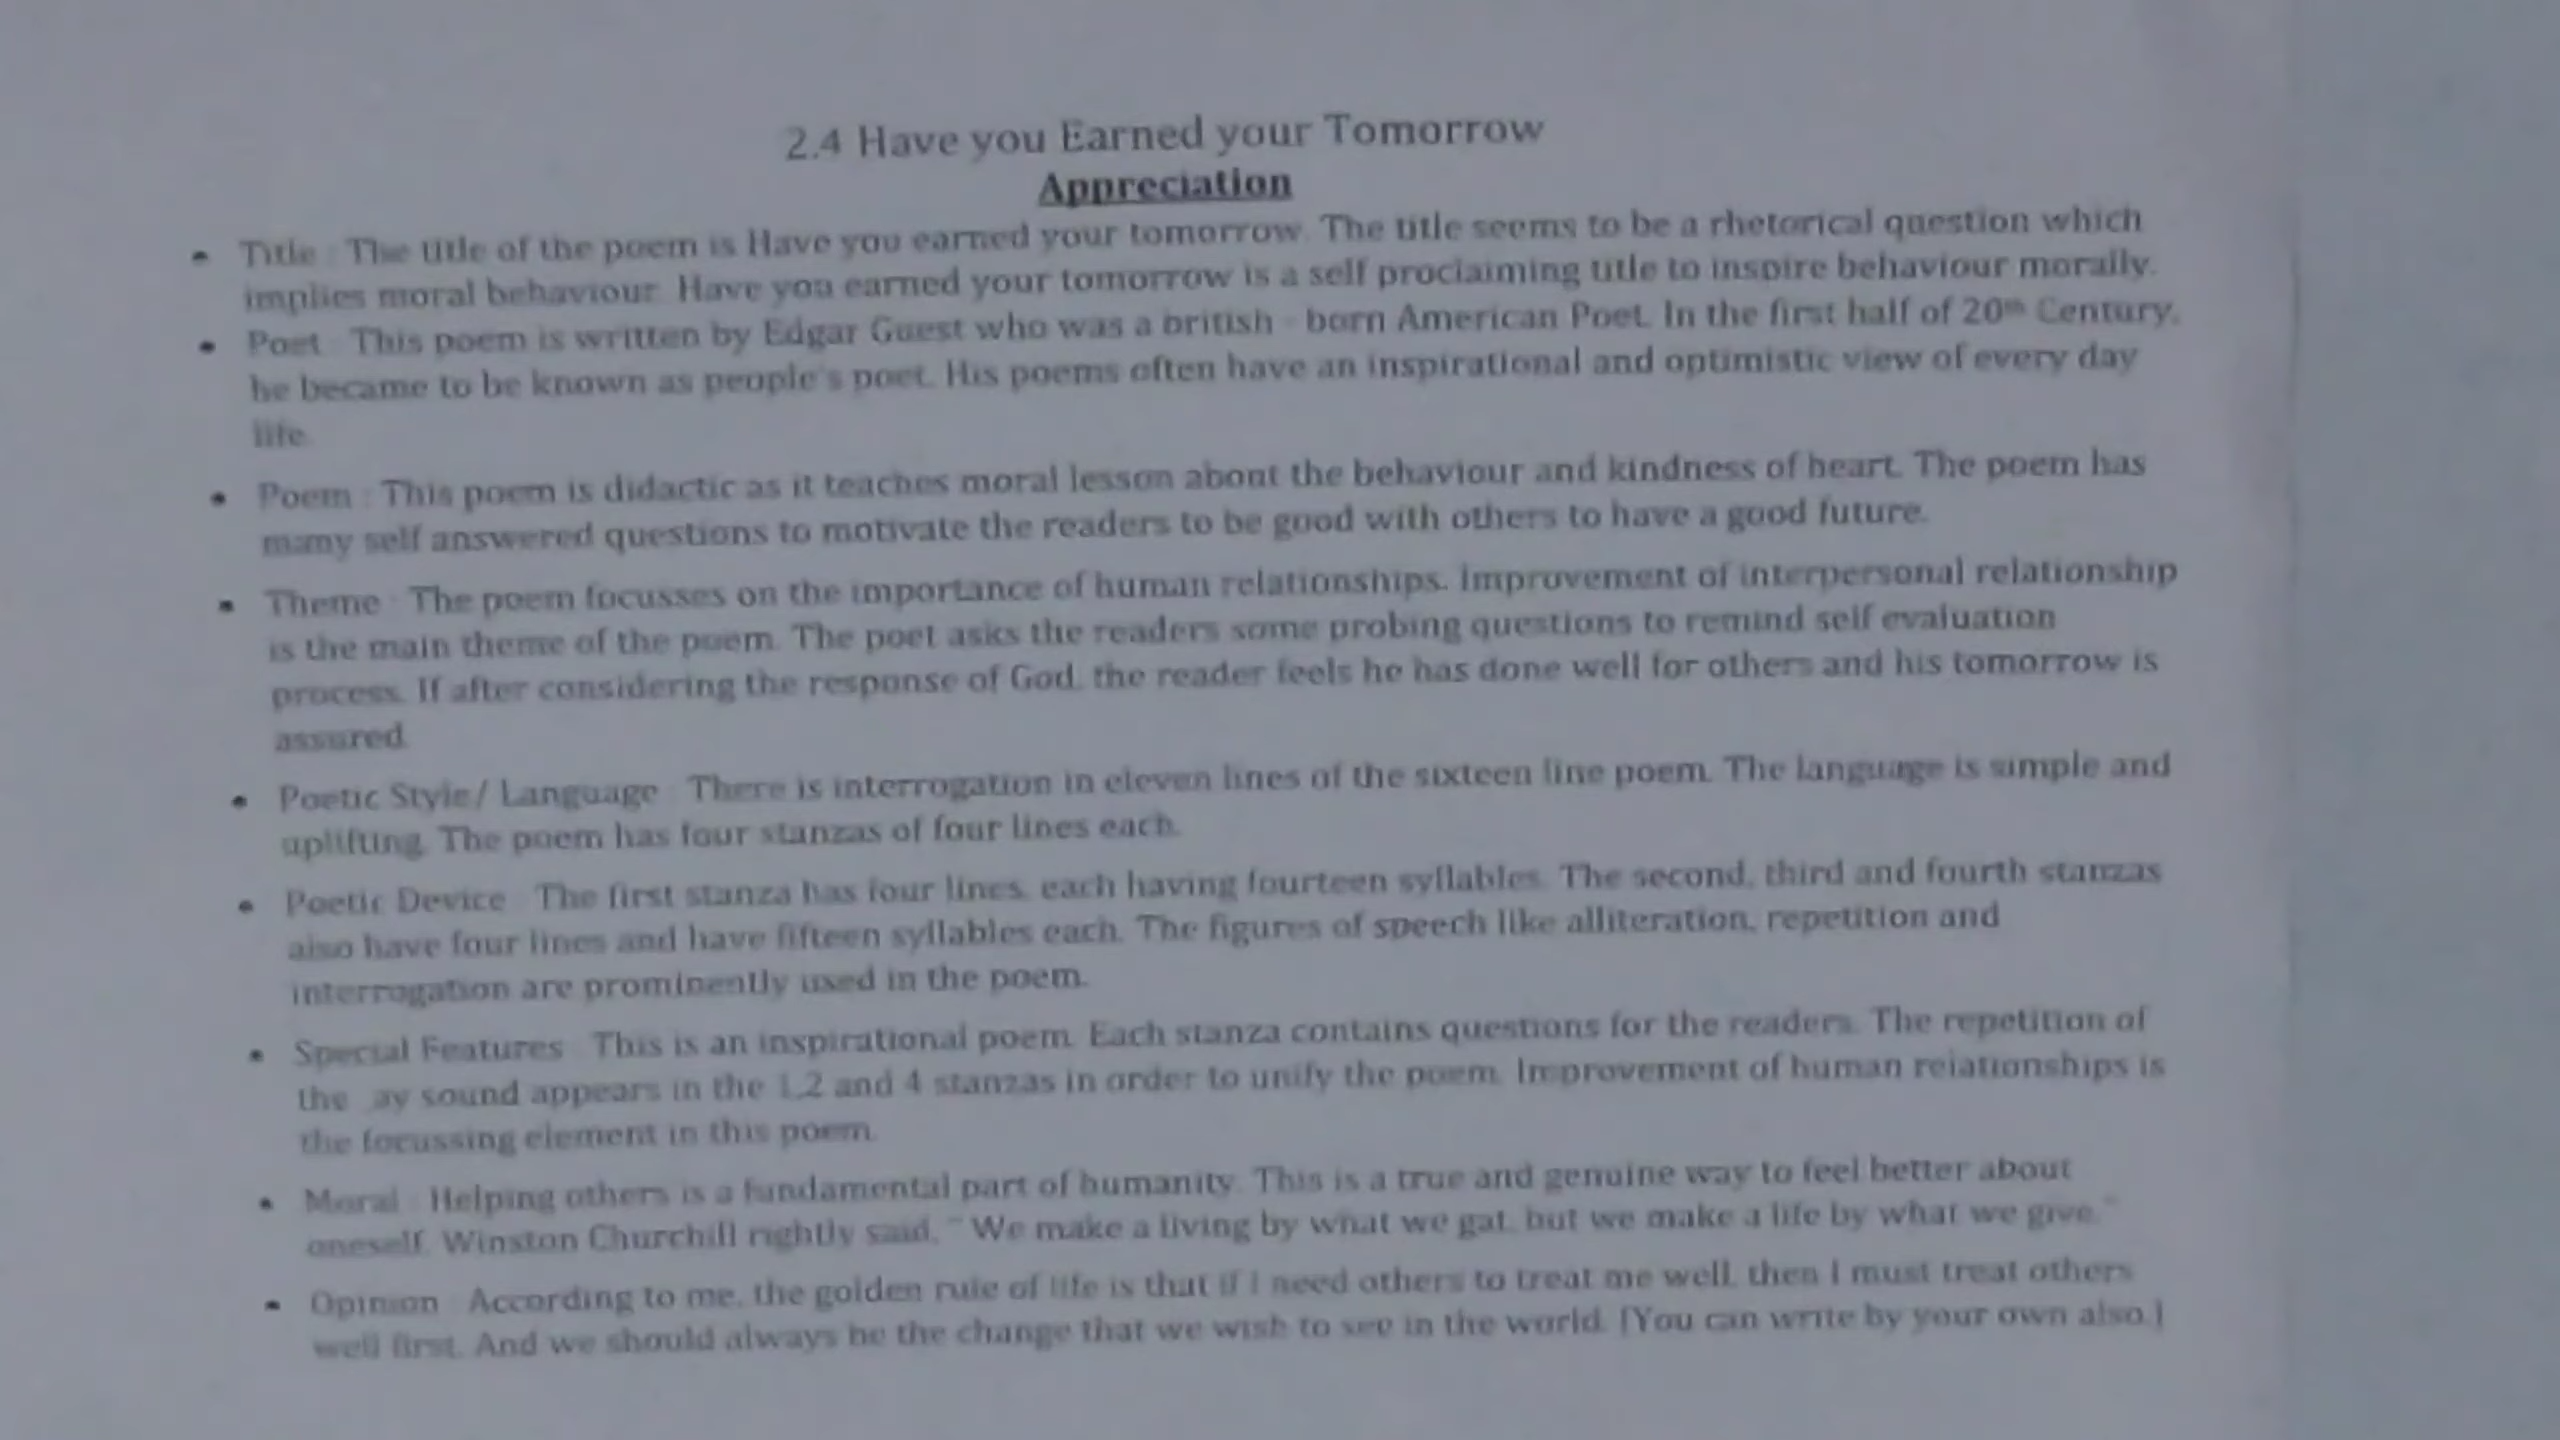 2.4 Have you Earned your Tomorrow
Appreciation
• Title : The title of the poem is Have you earned your tomorrow. The title seems to be a rhetorical question which
implies moral behaviour. Have you earned your tomorrow is a self proclaiming title to inspire behaviour morally.
• Poet : This poem is written by Edgar Guest who was a british - born American Poet. In the first half of 20th Century,
he became to be known as people's poet. His poems often have an inspirational and optimistic view of every day
life.
• Poem : This poem is didactic as it teaches moral lesson about the behaviour and kindness of heart. The poem has
many self answered questions to motivate the readers to be good with others to have a good future.
• Theme : The poem focusses on the importance of human relationships. Improvement of interpersonal relationship
is the main theme of the poem. The poet asks the readers some probing questions to remind self evaluation
process. If after considering the response of God, the reader feels he has done well for others and his tomorrow is
assured.
• Poetic Style/ Language : There is interrogation in eleven lines of the sixteen line poem. The language is simple and
uplifting. The poem has four stanzas of four lines each.
• Poetic Device : The first stanza has four lines, each having fourteen syllables. The second, third and fourth stanzas
also have four lines and have fifteen syllables each. The figures of speech like alliteration, repetition and
interrogation are prominently used in the poem.
• Special Features : This is an inspirational poem. Each stanza contains questions for the readers. The repetition of
the _ay sound appears in the 1,2 and 4 stanzas in order to unify the poem. Improvement of human relationships is
the focussing element in this poem.
• Moral : Helping others is a fundamental part of humanity. This is a true and genuine way to feel better about
oneself. Winston Churchill rightly said, " We make a living by what we gat, but we make a life by what we give."
• Opinion : According to me, the golden rule of life is that if I need others to treat me well, then I must treat others
well first. And we should always be the change that we wish to see in the world. [You can write by your own also.]